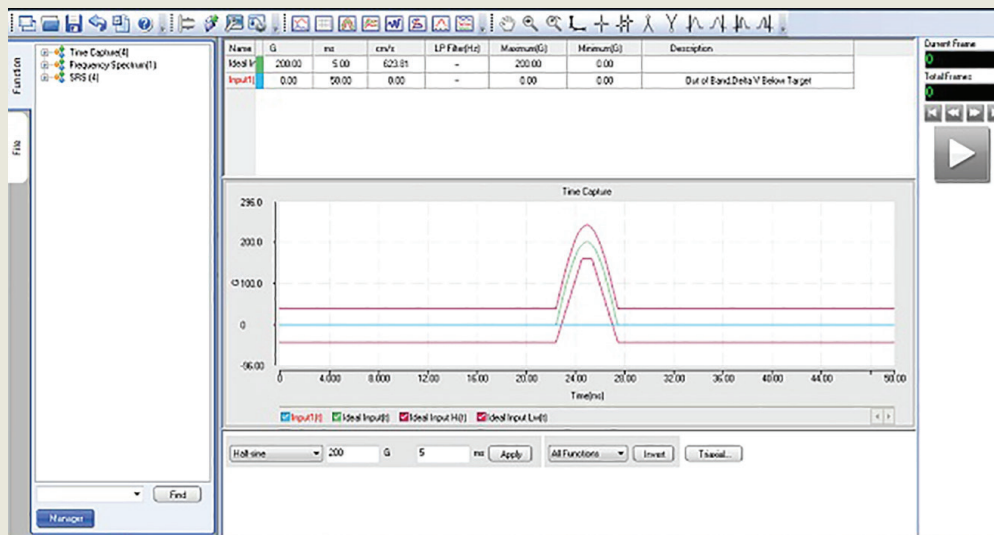 Function
File
Time Capture(4)
Frequency Spectrum(1)
SRS (4)
Find
Manager
Name G ms cm/s LP Filter(Hz) Maximum(G) Minimum(G) Description
Ideal Ir 200.00 5.00 623.81 - 200.00 0.00
Input1( 0.00 50.00 0.00 - 0.00 0.00 Out of Band,Delta V Below Target
Time Capture
296.0
200.0
100.0
0
-96.00
G
0 4.000 8.000 12.00 16.00 20.00 24.00 28.00 32.00 36.00 40.00 44.00 50.00
Time(ms)
Input1(t) Ideal Input(t) Ideal Input Hi(t) Ideal Input Lw(t)
Half-sine 200 G 5 ms Apply All Functions Invert Triaxial...
Current Frame
0
Total Frames
0